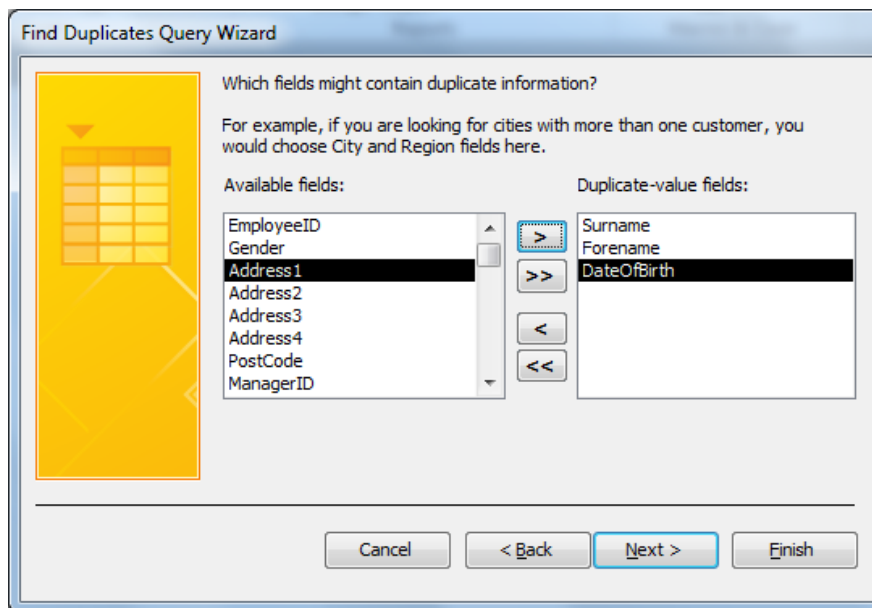 Find Duplicates Query Wizard
Which fields might contain duplicate information?
For example, if you are looking for cities with more than one customer, you
would choose City and Region fields here.
Available fields:
Duplicate-value fields:
EmployeeID
Gender
Address1
Address2
Address3
Address4
PostCode
ManagerID
>
>>
<
<<
Surname
Forename
DateOfBirth
Cancel
< Back
Next >
Finish